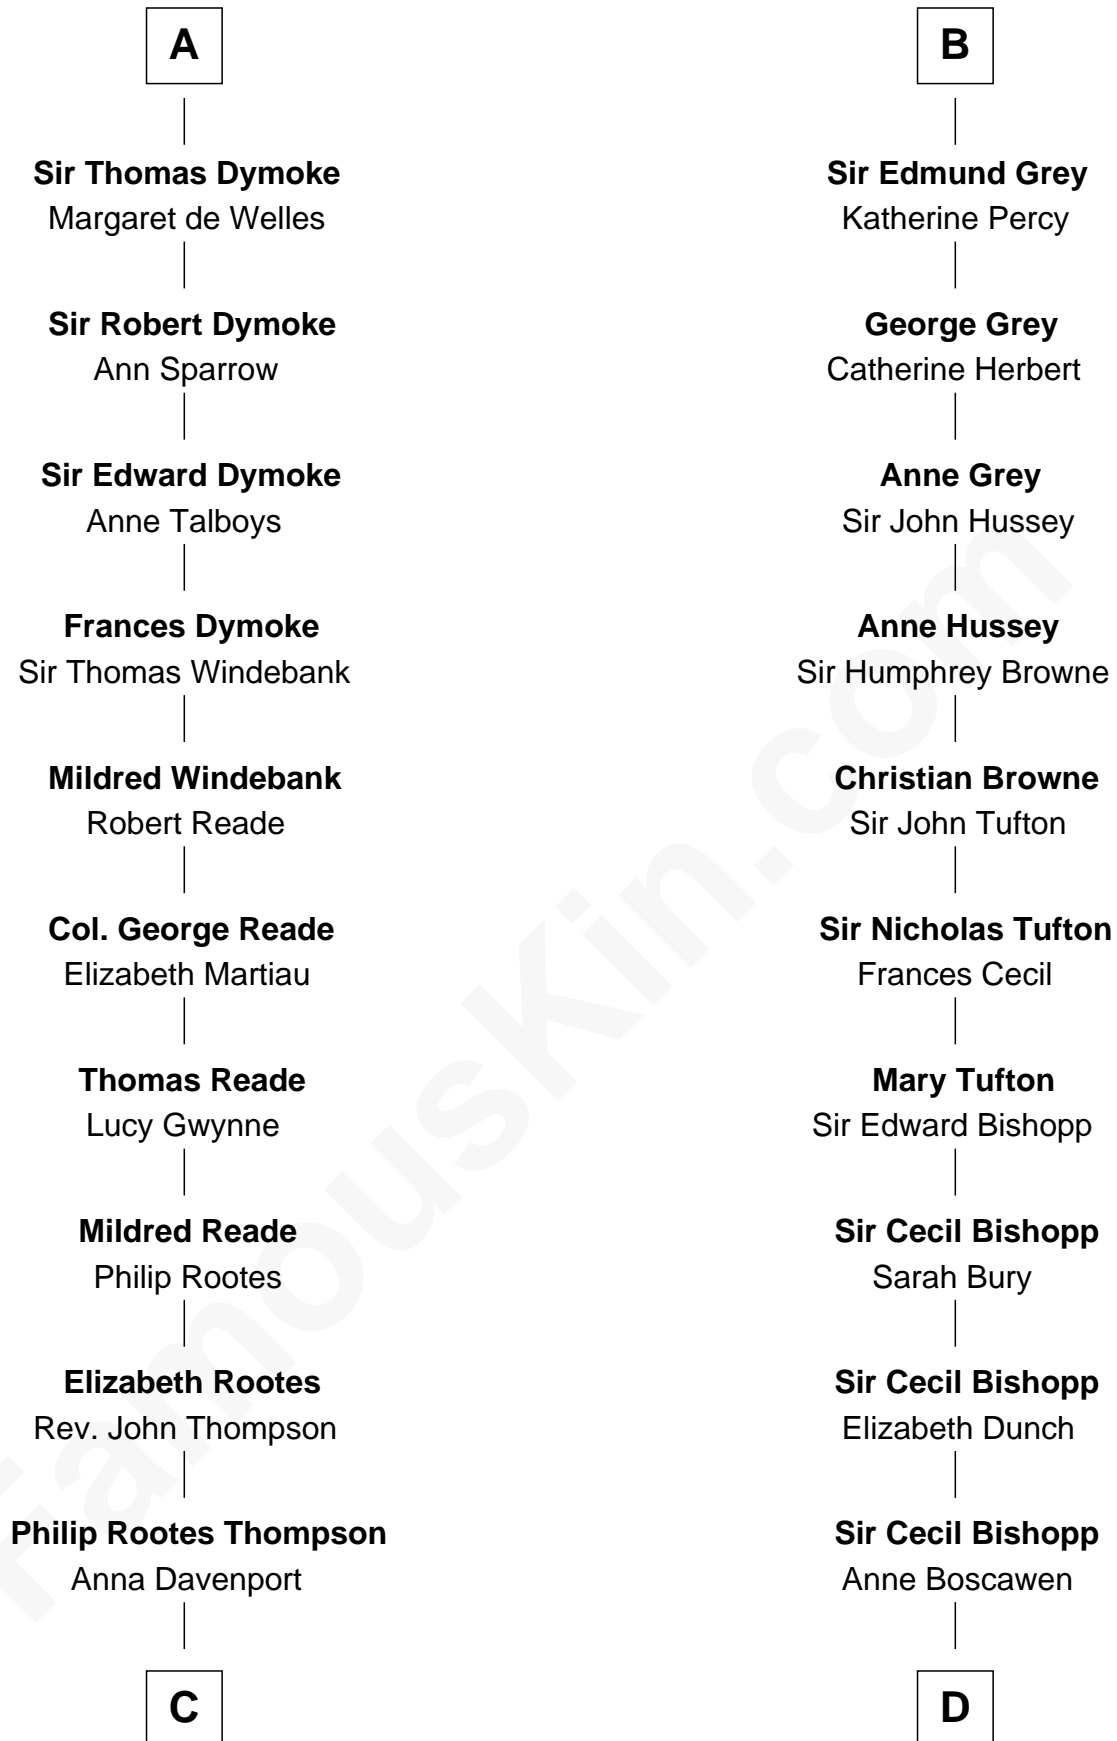 A
Sir Thomas Dymoke
Margaret de Welles
Sir Robert Dymoke
Ann Sparrow
Sir Edward Dymoke
Anne Talboys
Frances Dymoke
Sir Thomas Windebank
Mildred Windebank
Robert Reade
Col. George Reade
Elizabeth Martiau
Thomas Reade
Lucy Gwynne
Mildred Reade
Philip Rootes
Elizabeth Rootes
Rev. John Thompson
Philip Rootes Thompson
Anna Davenport
C
B
Sir Edmund Grey
Katherine Percy
George Grey
Catherine Herbert
Anne Grey
Sir John Hussey
Anne Hussey
Sir Humphrey Browne
Christian Browne
Sir John Tufton
Sir Nicholas Tufton
Frances Cecil
Mary Tufton
Sir Edward Bishopp
Sir Cecil Bishopp
Sarah Bury
Sir Cecil Bishopp
Elizabeth Dunch
Sir Cecil Bishopp
Anne Boscawen
D
FamousKin.com